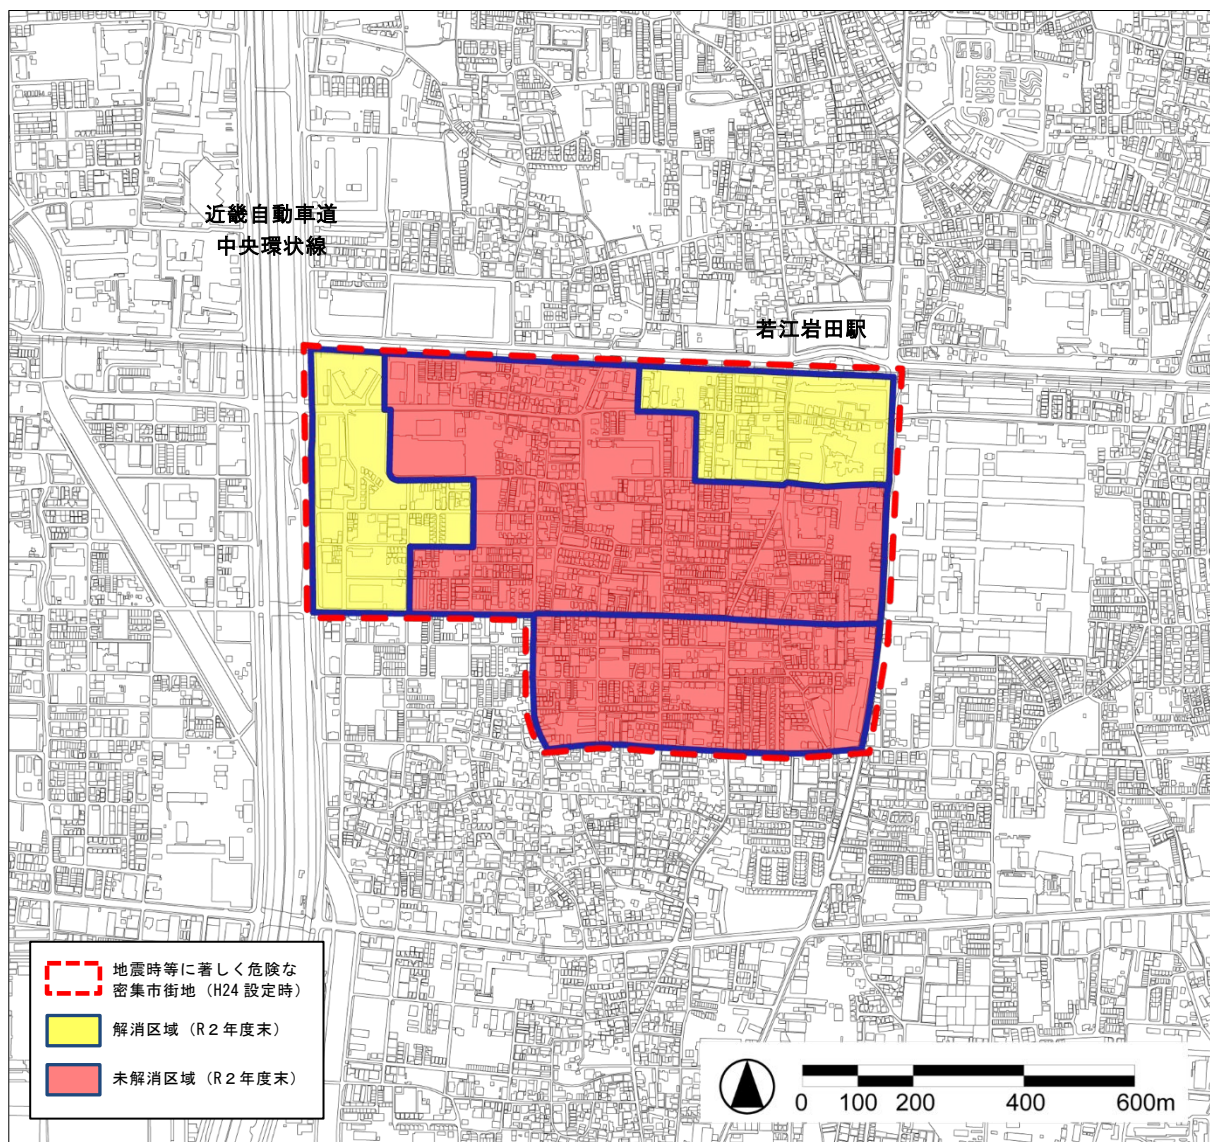 近畿自動車道
中央環状線
若江岩田駅
地震時等に著しく危険な
密集市街地（H24 設定時）
解消区域（R２年度末）
未解消区域（R２年度末）
0 100 200 400 600m